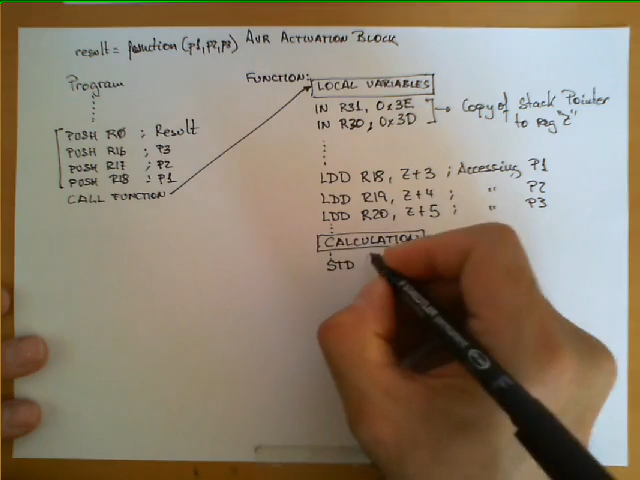 result = function (p1,p2,p3) AVR ACTIVATION BLOCK
Program
PUSH R0 ; Result
PUSH R16 ; P3
PUSH R17 ; P2
PUSH R18 ; P1
CALL FUNCTION
FUNCTION:
LOCAL VARIABLES
IN R31, 0x3E
IN R30, 0x3D
Copy of Stack Pointer
to Reg "Z"
LDD R18, Z+3 ; Accessing P1
LDD R19, Z+4 ; " P2
LDD R20, Z+5 ; " P3
CALCULATION
STD